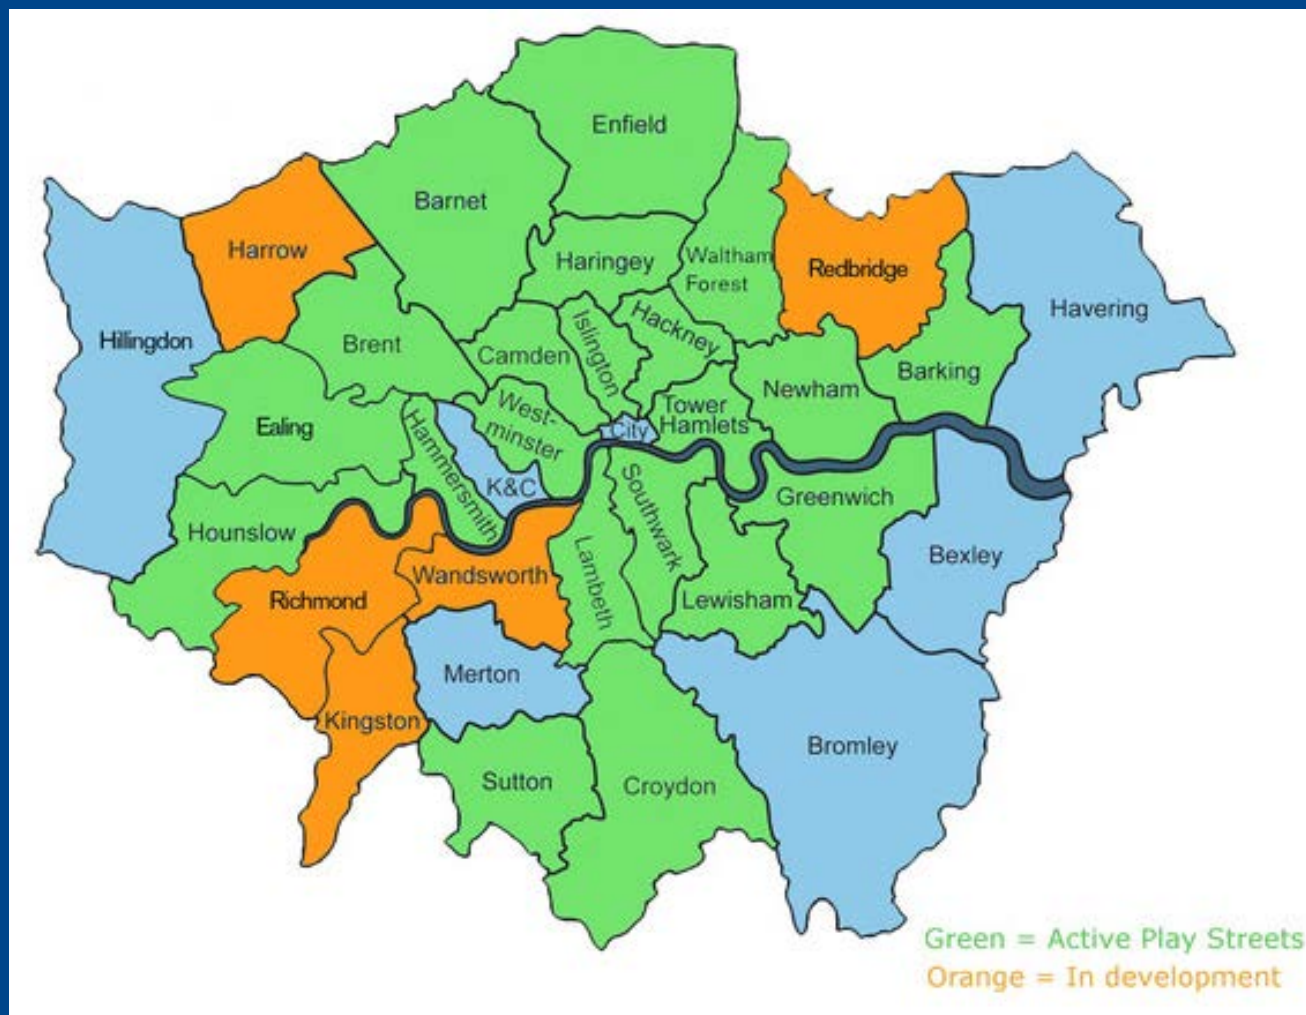 Enfield
Barnet
Harrow
Haringey
Waltham
Forest
Redbridge
Havering
Hillingdon
Brent
Camden
Islington
Hackney
Newham
Barking
Ealing
Hammersmith
West-
minster
City
Tower
Hamlets
K&C
Hounslow
Southwark
Greenwich
Richmond
Wandsworth
Lambeth
Lewisham
Bexley
Merton
Kingston
Bromley
Sutton
Croydon
Green = Active Play Streets
Orange = In development